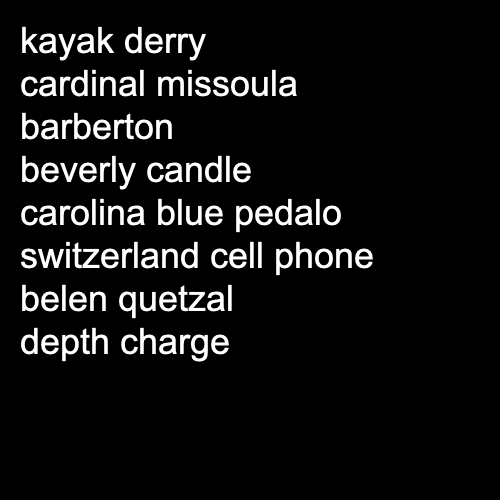 kayak derry
cardinal missoula
barberton
beverly candle
carolina blue pedalo
switzerland cell phone
belen quetzal
depth charge